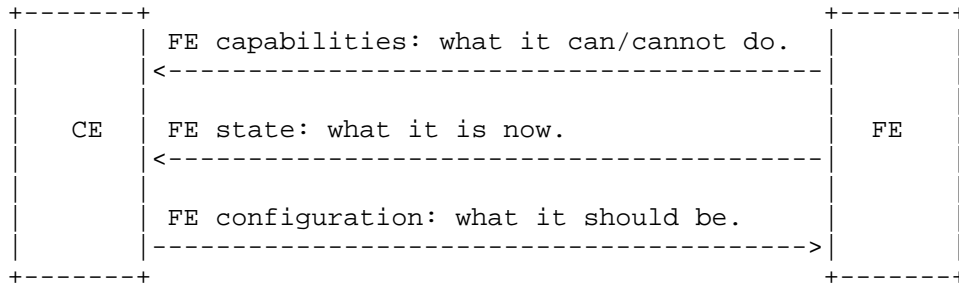 FE capabilities: what it can/cannot do.
CE FE state: what it is now. FE
FE configuration: what it should be.